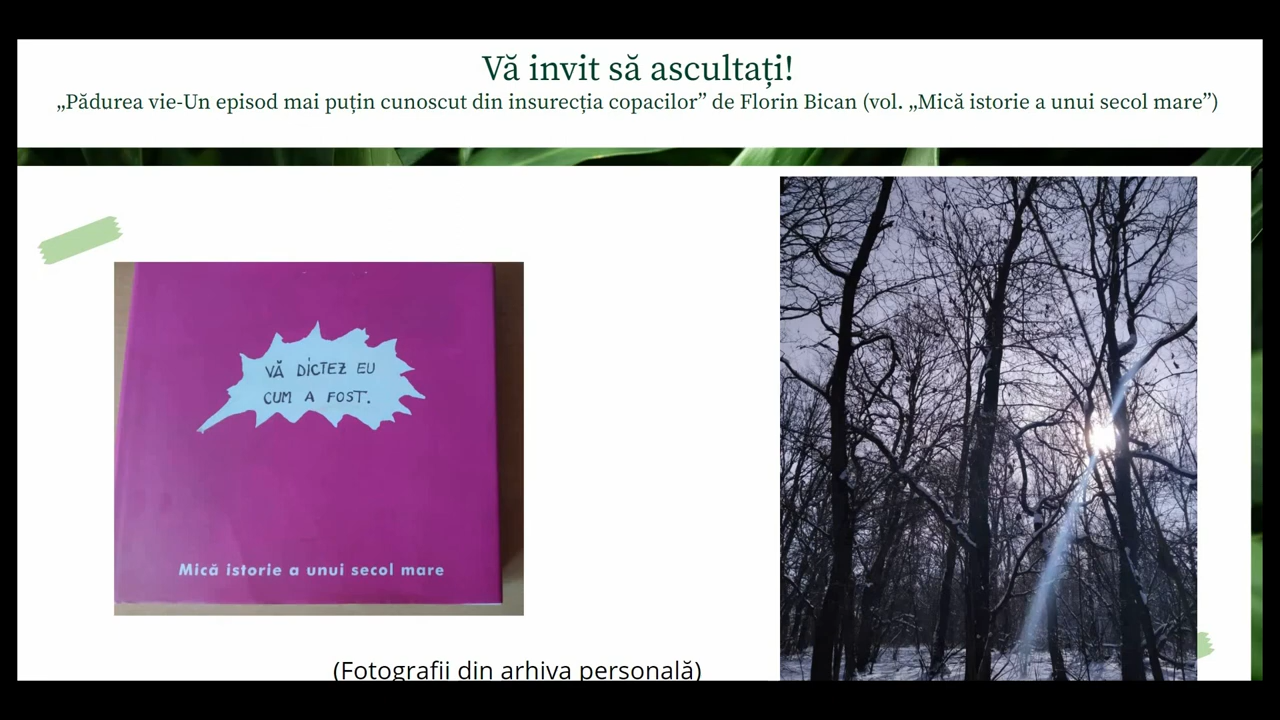 Vă invit să ascultați!
„Pădurea vie-Un episod mai puțin cunoscut din insurecția copacilor” de Florin Bican (vol. „Mică istorie a unui secol mare”)
VĂ DICTEZ EU
CUM A FOST.
Mică istorie a unui secol mare
(Fotografii din arhiva personală)